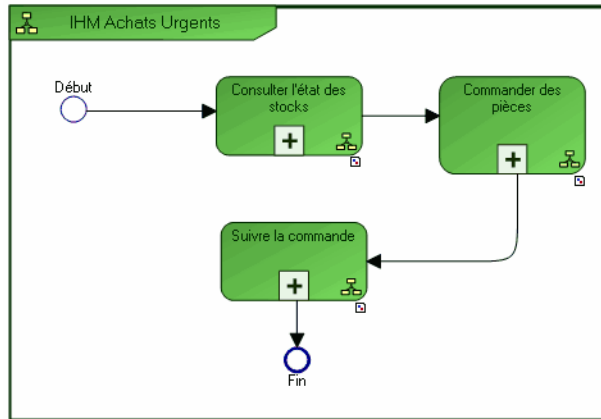 IHM Achats Urgents
Début
Consulter l'état des
stocks
Commander des
pièces
Suivre la commande
Fin